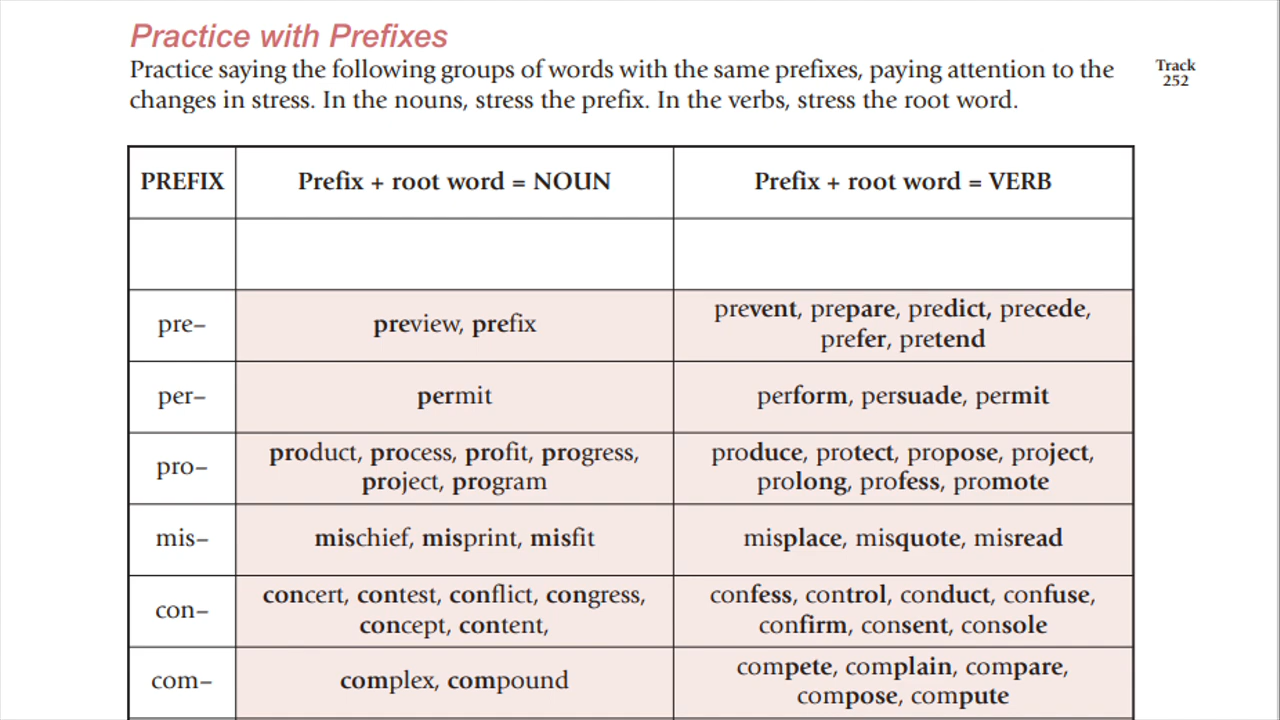 Practice with Prefixes
Practice saying the following groups of words with the same prefixes, paying attention to the
changes in stress. In the nouns, stress the prefix. In the verbs, stress the root word.
Track
252
PREFIX
Prefix + root word = NOUN
Prefix + root word = VERB
pre–
preview, prefix
prevent, prepare, predict, precede,
prefer, pretend
per–
permit
perform, persuade, permit
pro–
product, process, profit, progress,
project, program
produce, protect, propose, project,
prolong, profess, promote
mis–
mischief, misprint, misfit
misplace, misquote, misread
con–
concert, contest, conflict, congress,
concept, content,
confess, control, conduct, confuse,
confirm, consent, console
com–
complex, compound
compete, complain, compare,
compose, compute